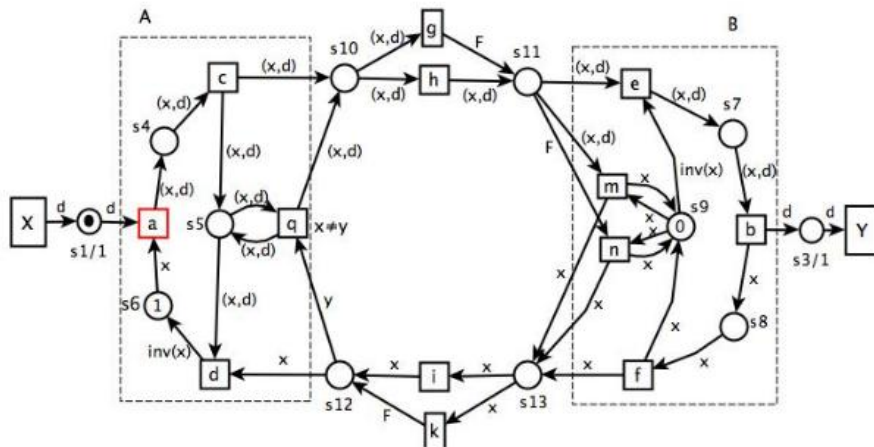 A
B
g
s10
(x,d)
F
s11
c
(x,d)
(x,d)
h
(x,d)
(x,d)
e
(x,d)
s7
(x,d)
s4
(x,d)
(x,d)
F
m
x
inv(x)
(x,d)
(x,d)
(x,d)
(x,d)
X
d
d
a
s5
q
x≠y
x
s9
0
x
n
x
b
d
d
Y
s1/1
(x,d)
s3/1
x
s6
1
(x,d)
y
x
x
x
s8
inv(x)
x
x
d
x
x
i
x
x
f
x
s12
s13
F
k
x